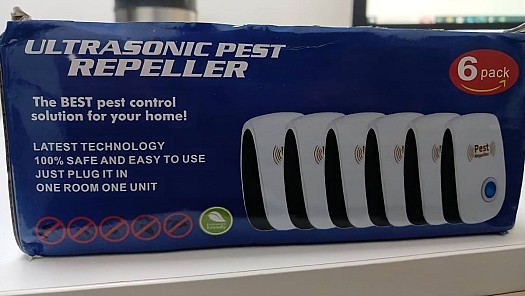 ULTRASONIC PEST
REPELLER
6 pack
The BEST pest control
solution for your home!
LATEST TECHNOLOGY
100% SAFE AND EASY TO USE
JUST PLUG IT IN
ONE ROOM ONE UNIT
Pest
Repeller